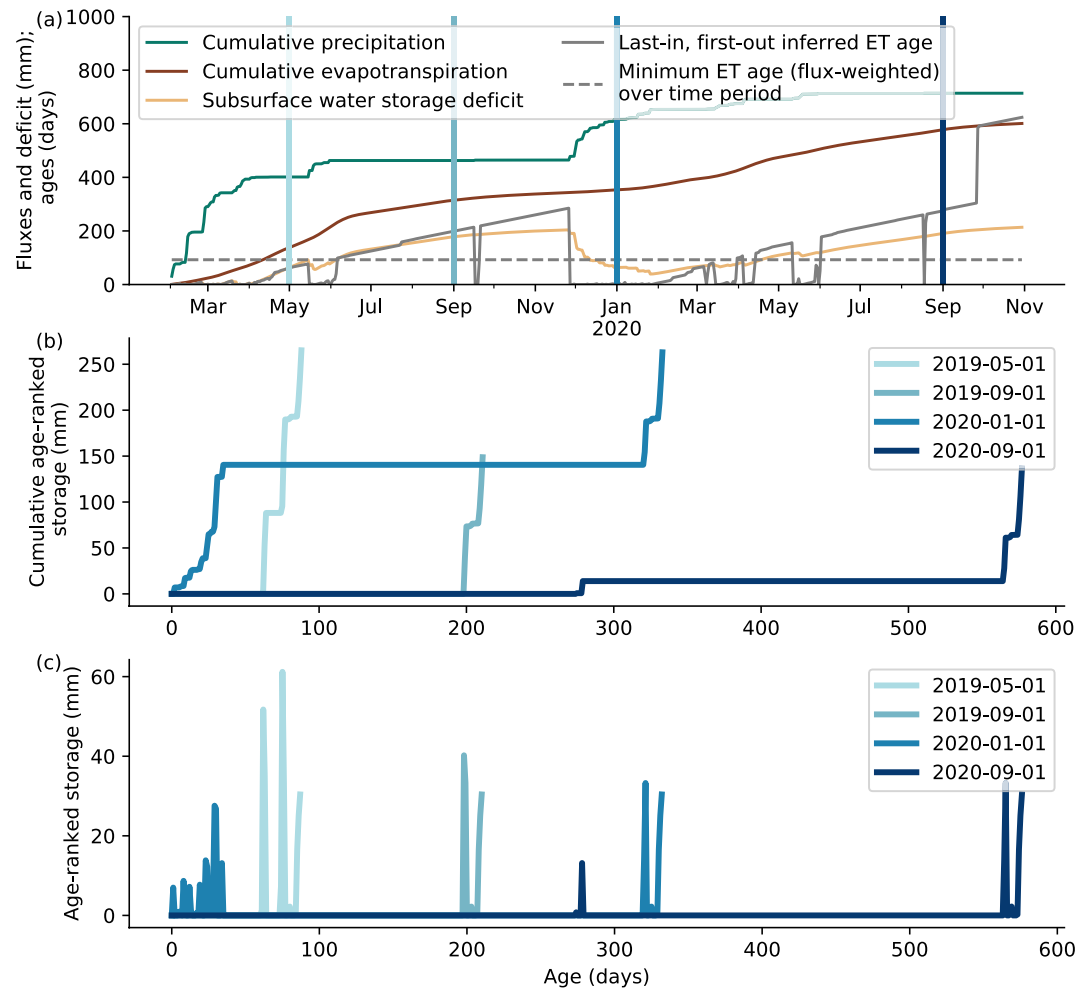 (a)
Fluxes and deficit (mm);
ages (days)
1000
800
600
400
200
0
Cumulative precipitation
Cumulative evapotranspiration
Subsurface water storage deficit
Last-in, first-out inferred ET age
Minimum ET age (flux-weighted)
over time period
Mar May Jul Sep Nov Jan Mar May Jul Sep Nov
2020
(b)
Cumulative age-ranked
storage (mm)
250
200
150
100
50
0
2019-05-01
2019-09-01
2020-01-01
2020-09-01
0 100 200 300 400 500 600
(c)
Age-ranked storage (mm)
60
40
20
0
2019-05-01
2019-09-01
2020-01-01
2020-09-01
0 100 200 300 400 500 600
Age (days)